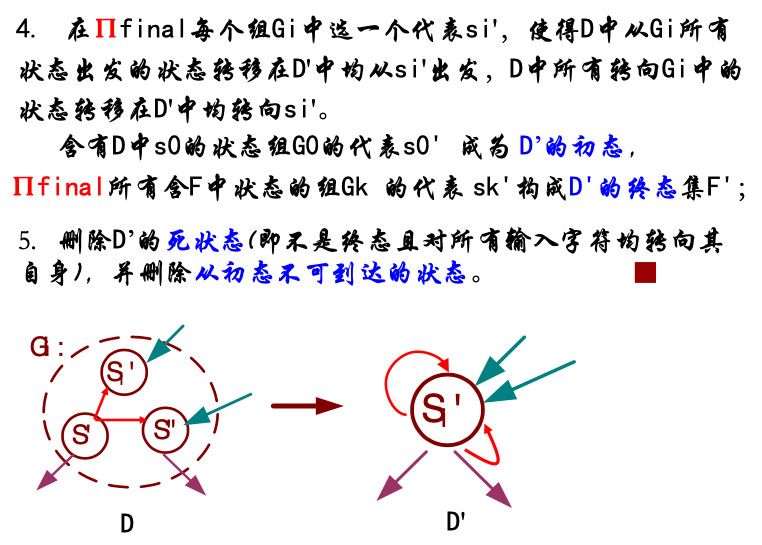 4. 在∏final每个组Gi中选一个代表si', 使得D中从Gi所有
状态出发的状态转移在D'中均从si'出发, D中所有转向Gi中的
状态转移在D'中均转向si'。
含有D中s0的状态组G0的代表s0' 成为 D’的初态,
∏final所有含F中状态的组Gk 的代表 sk'构成D'的终态集F';
5. 删除D’的死状态(即不是终态且对所有输入字符均转向其
自身), 并删除从初态不可到达的状态。
Gi:
Si'
S'
S''
Si'
D
D'